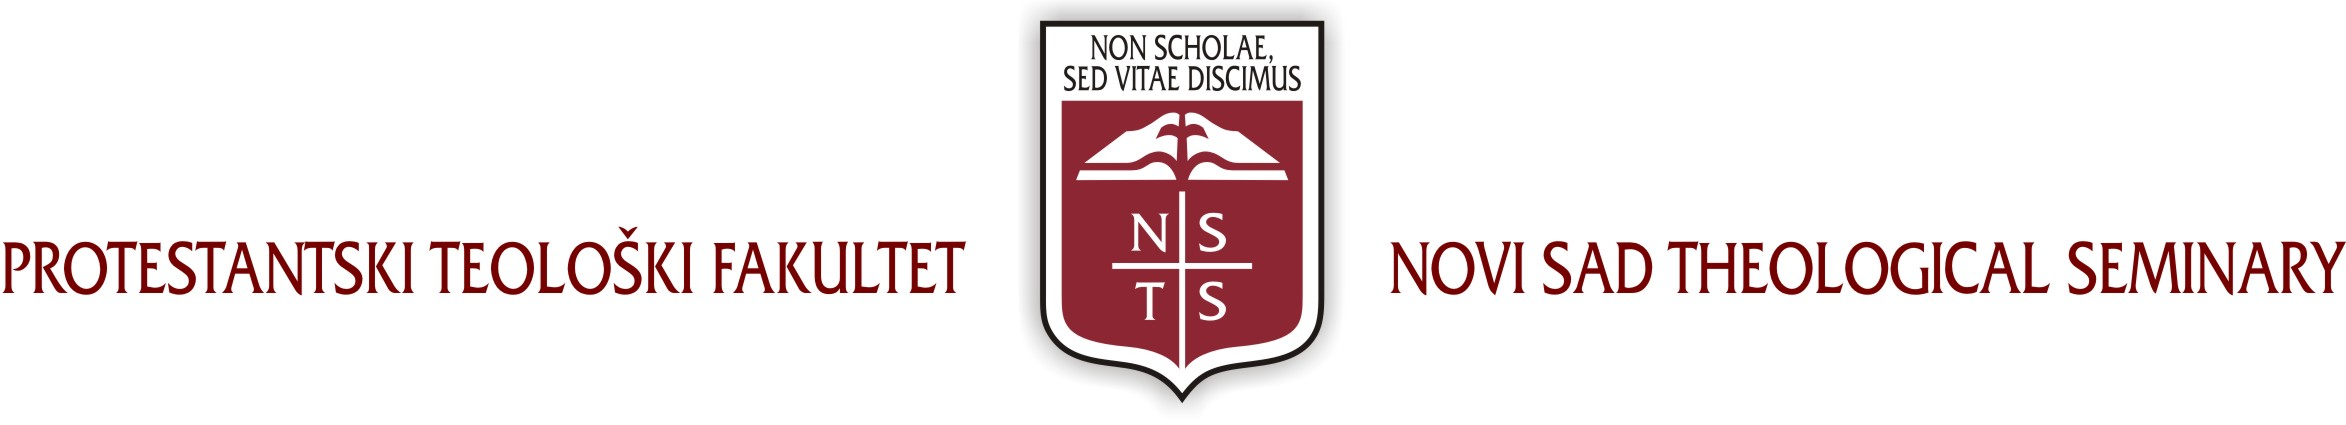 PROTESTANTSKI TEOLOŠKI FAKULTET
NON SCHOLAE,
SED VITAE DISCIMUS
N S
T S
NOVI SAD THEOLOGICAL SEMINARY